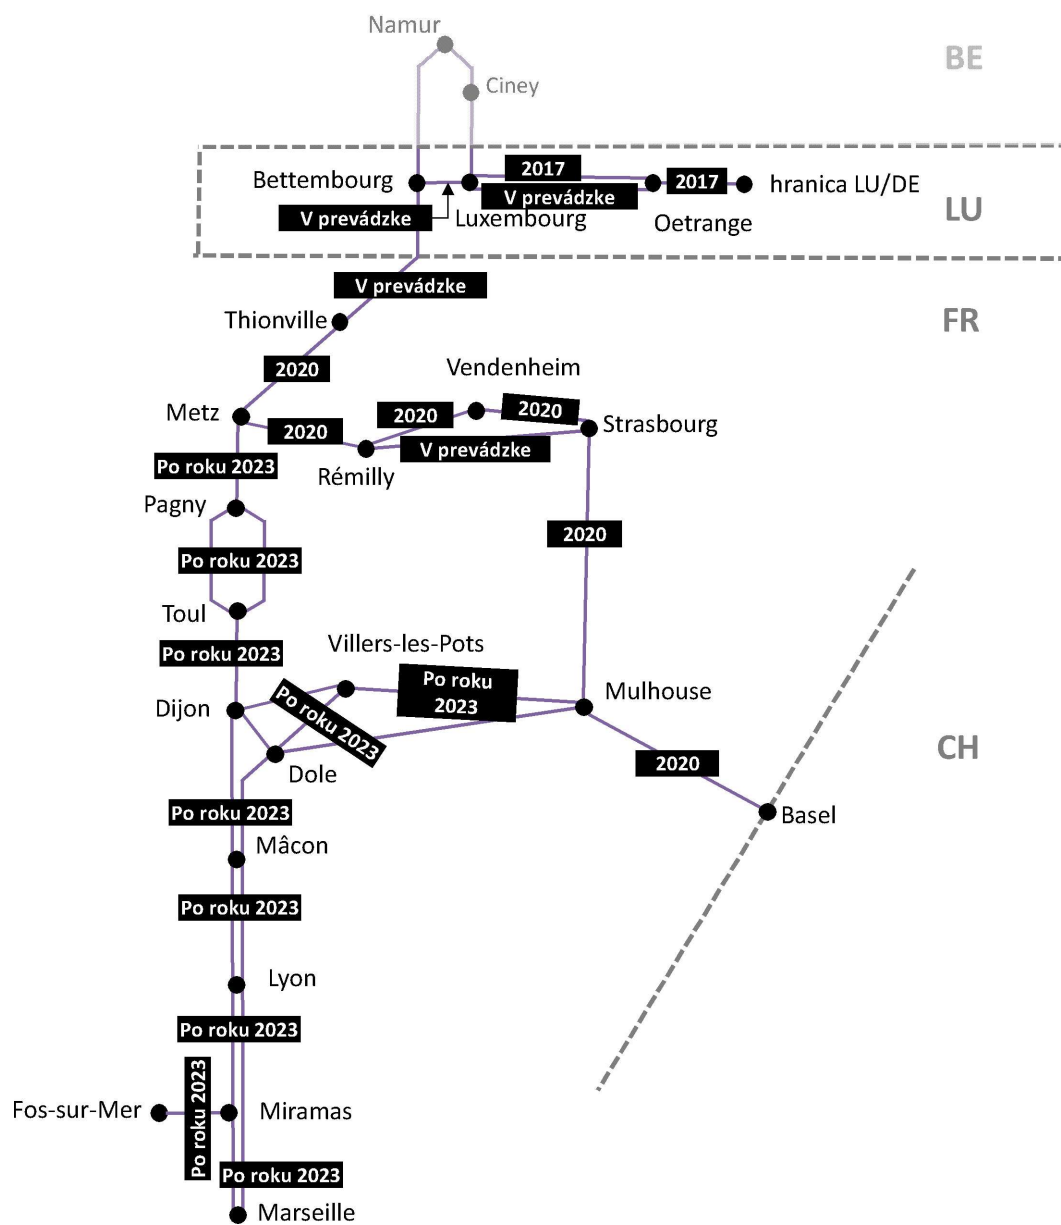 Namur
BE
Ciney
2017
Bettembourg
2017
hranica LU/DE
V prevádzke
V prevádzke
Luxembourg
Oetrange
LU
V prevádzke
Thionville
FR
2020
Vendenheim
Metz
2020
2020
2020
Strasbourg
V prevádzke
Po roku 2023
Rémilly
Pagny
2020
Po roku 2023
Toul
Po roku 2023
Villers-les-Pots
Po roku
2023
Mulhouse
Dijon
Po roku 2023
CH
2020
Dole
Po roku 2023
Basel
Mâcon
Po roku 2023
Lyon
Po roku 2023
Po roku 2023
Fos-sur-Mer
Miramas
Po roku 2023
Marseille